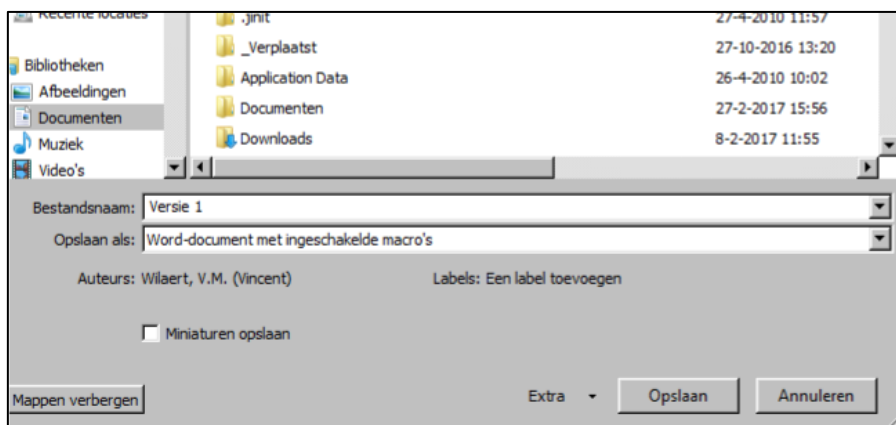 Recente locaties
.jinit 27-4-2010 11:57
_Verplaatst 27-10-2016 13:20
Bibliotheken
Application Data 26-4-2010 10:02
Afbeeldingen
Documenten 27-2-2017 15:56
Documenten
Downloads 8-2-2017 11:55
Muziek
Video's
Bestandsnaam: Versie 1
Opslaan als: Word-document met ingeschakelde macro's
Auteurs: Wilaert, V.M. (Vincent) Labels: Een label toevoegen
Miniaturen opslaan
Mappen verbergen Extra Opslaan Annuleren